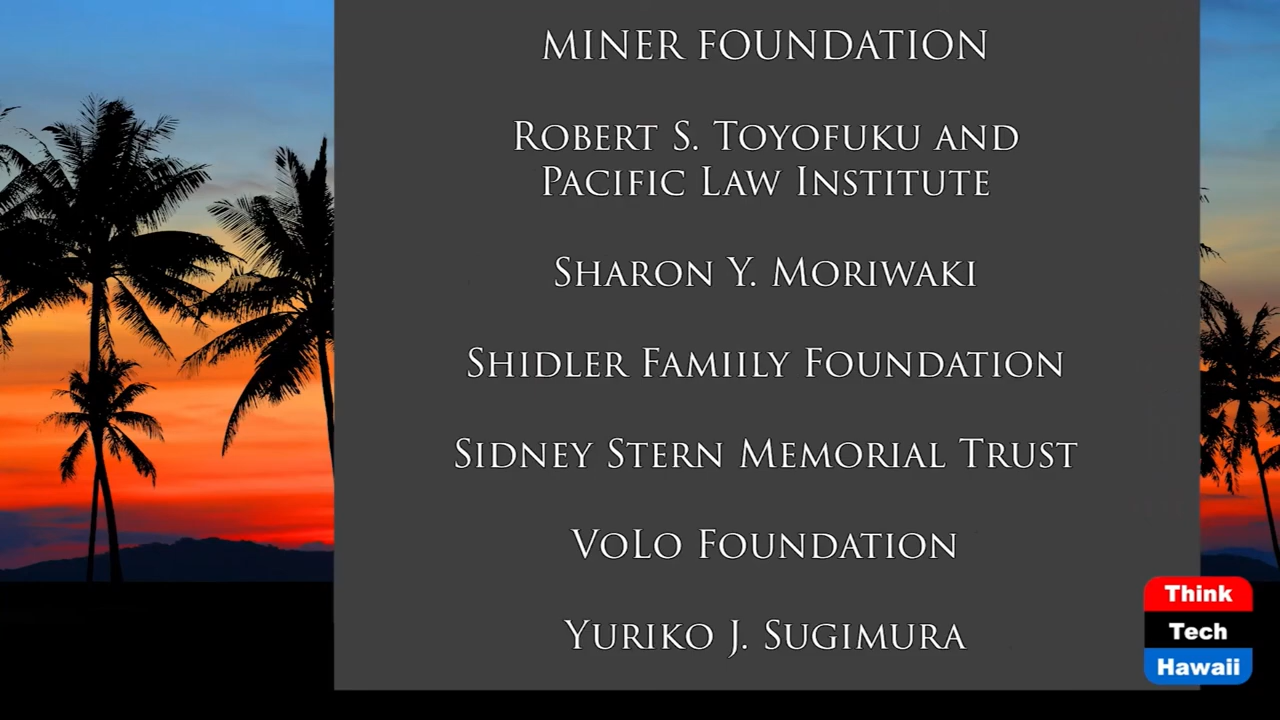 MINER FOUNDATION
ROBERT S. TOYOFUKU AND
PACIFIC LAW INSTITUTE
SHARON Y. MORIWAKI
SHIDLER FAMIILY FOUNDATION
SIDNEY STERN MEMORIAL TRUST
VOLO FOUNDATION
YURIKO J. SUGIMURA
Think
Tech
Hawaii